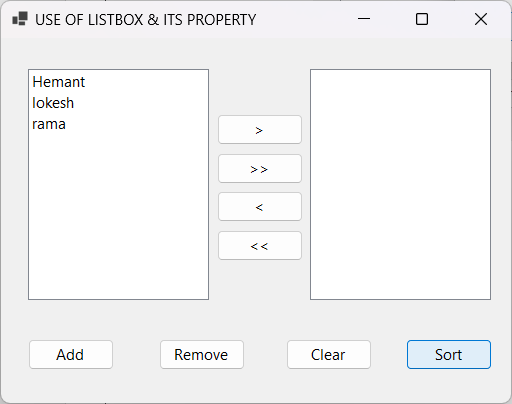 USE OF LISTBOX & ITS PROPERTY
Hemant
lokesh
rama
>
>>
<
<<
Add
Remove
Clear
Sort